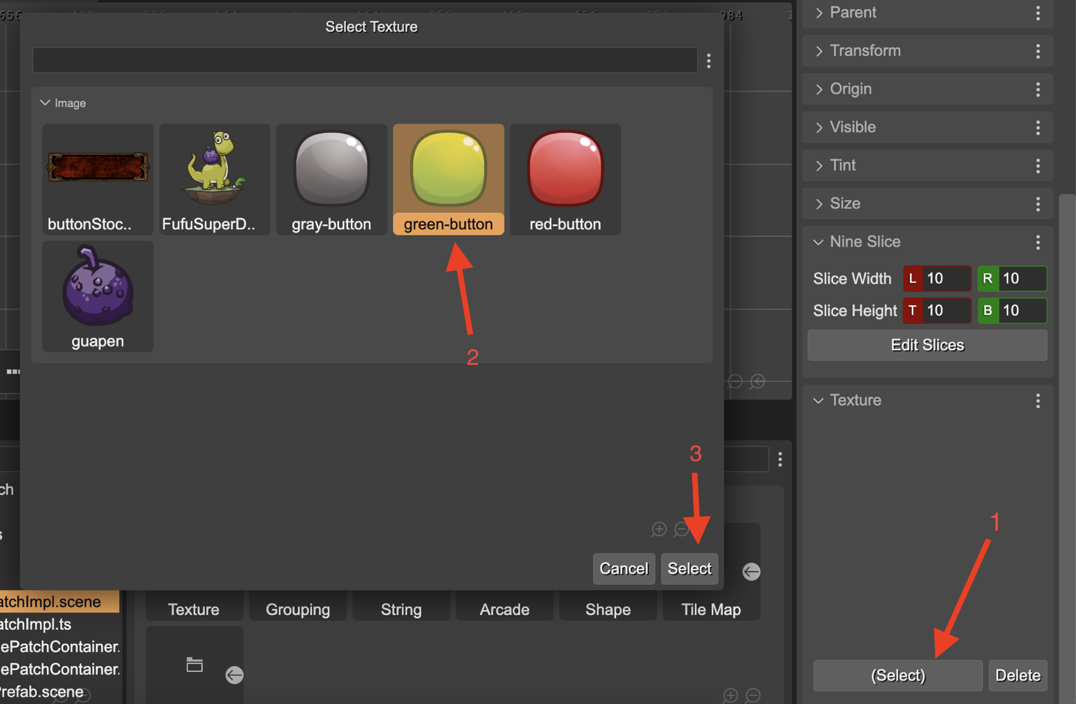 Select Texture
Image
buttonStoc..
FufuSuperD..
gray-button
green-button
red-button
guapen
2
3
Cancel
Select
Parent
Transform
Origin
Visible
Tint
Size
Nine Slice
Slice Width L 10 R 10
Slice Height T 10 B 10
Edit Slices
Texture
1
(Select)
Delete
atchImpl.scene
atchImpl.ts
ePatchContainer.
ePatchContainer.
Prefab.scene
Texture
Grouping
String
Arcade
Shape
Tile Map